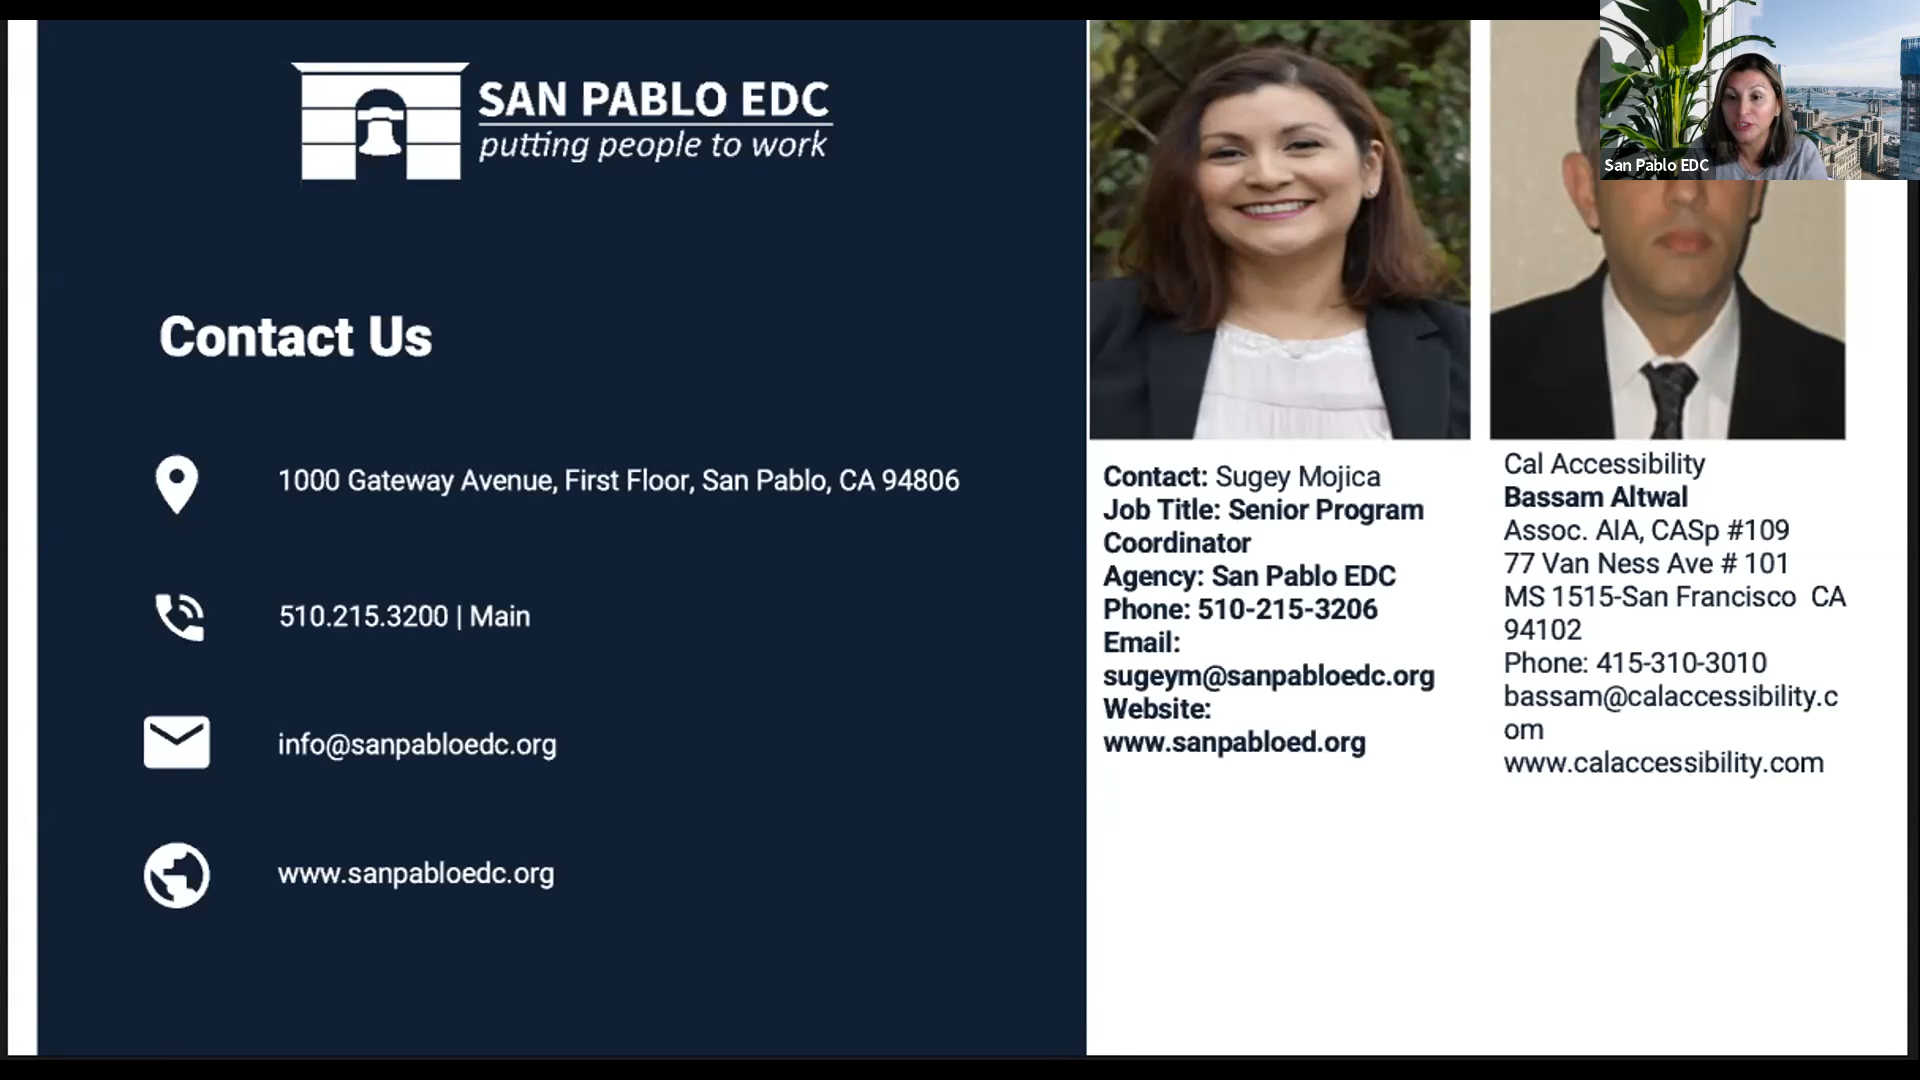 SAN PABLO EDC
putting people to work
Contact Us
1000 Gateway Avenue, First Floor, San Pablo, CA 94806
510.215.3200 | Main
info@sanpabloedc.org
www.sanpabloedc.org
Contact: Sugey Mojica
Job Title: Senior Program
Coordinator
Agency: San Pablo EDC
Phone: 510-215-3206
Email:
sugeym@sanpabloedc.org
Website:
www.sanpabloed.org
Cal Accessibility
Bassam Altwal
Assoc. AIA, CASp #109
77 Van Ness Ave # 101
MS 1515-San Francisco  CA
94102
Phone: 415-310-3010
bassam@calaccessibility.c
om
www.calaccessibility.com
San Pablo EDC